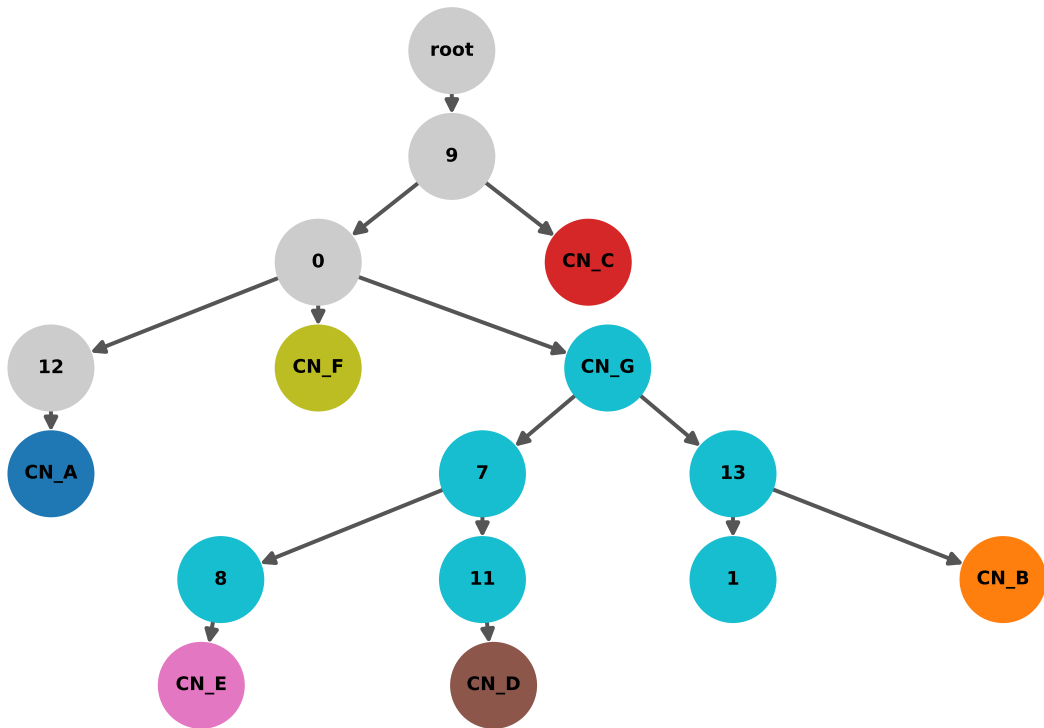 root
9
0
CN_C
12
CN_F
CN_G
CN_A
7
13
8
11
1
CN_B
CN_E
CN_D